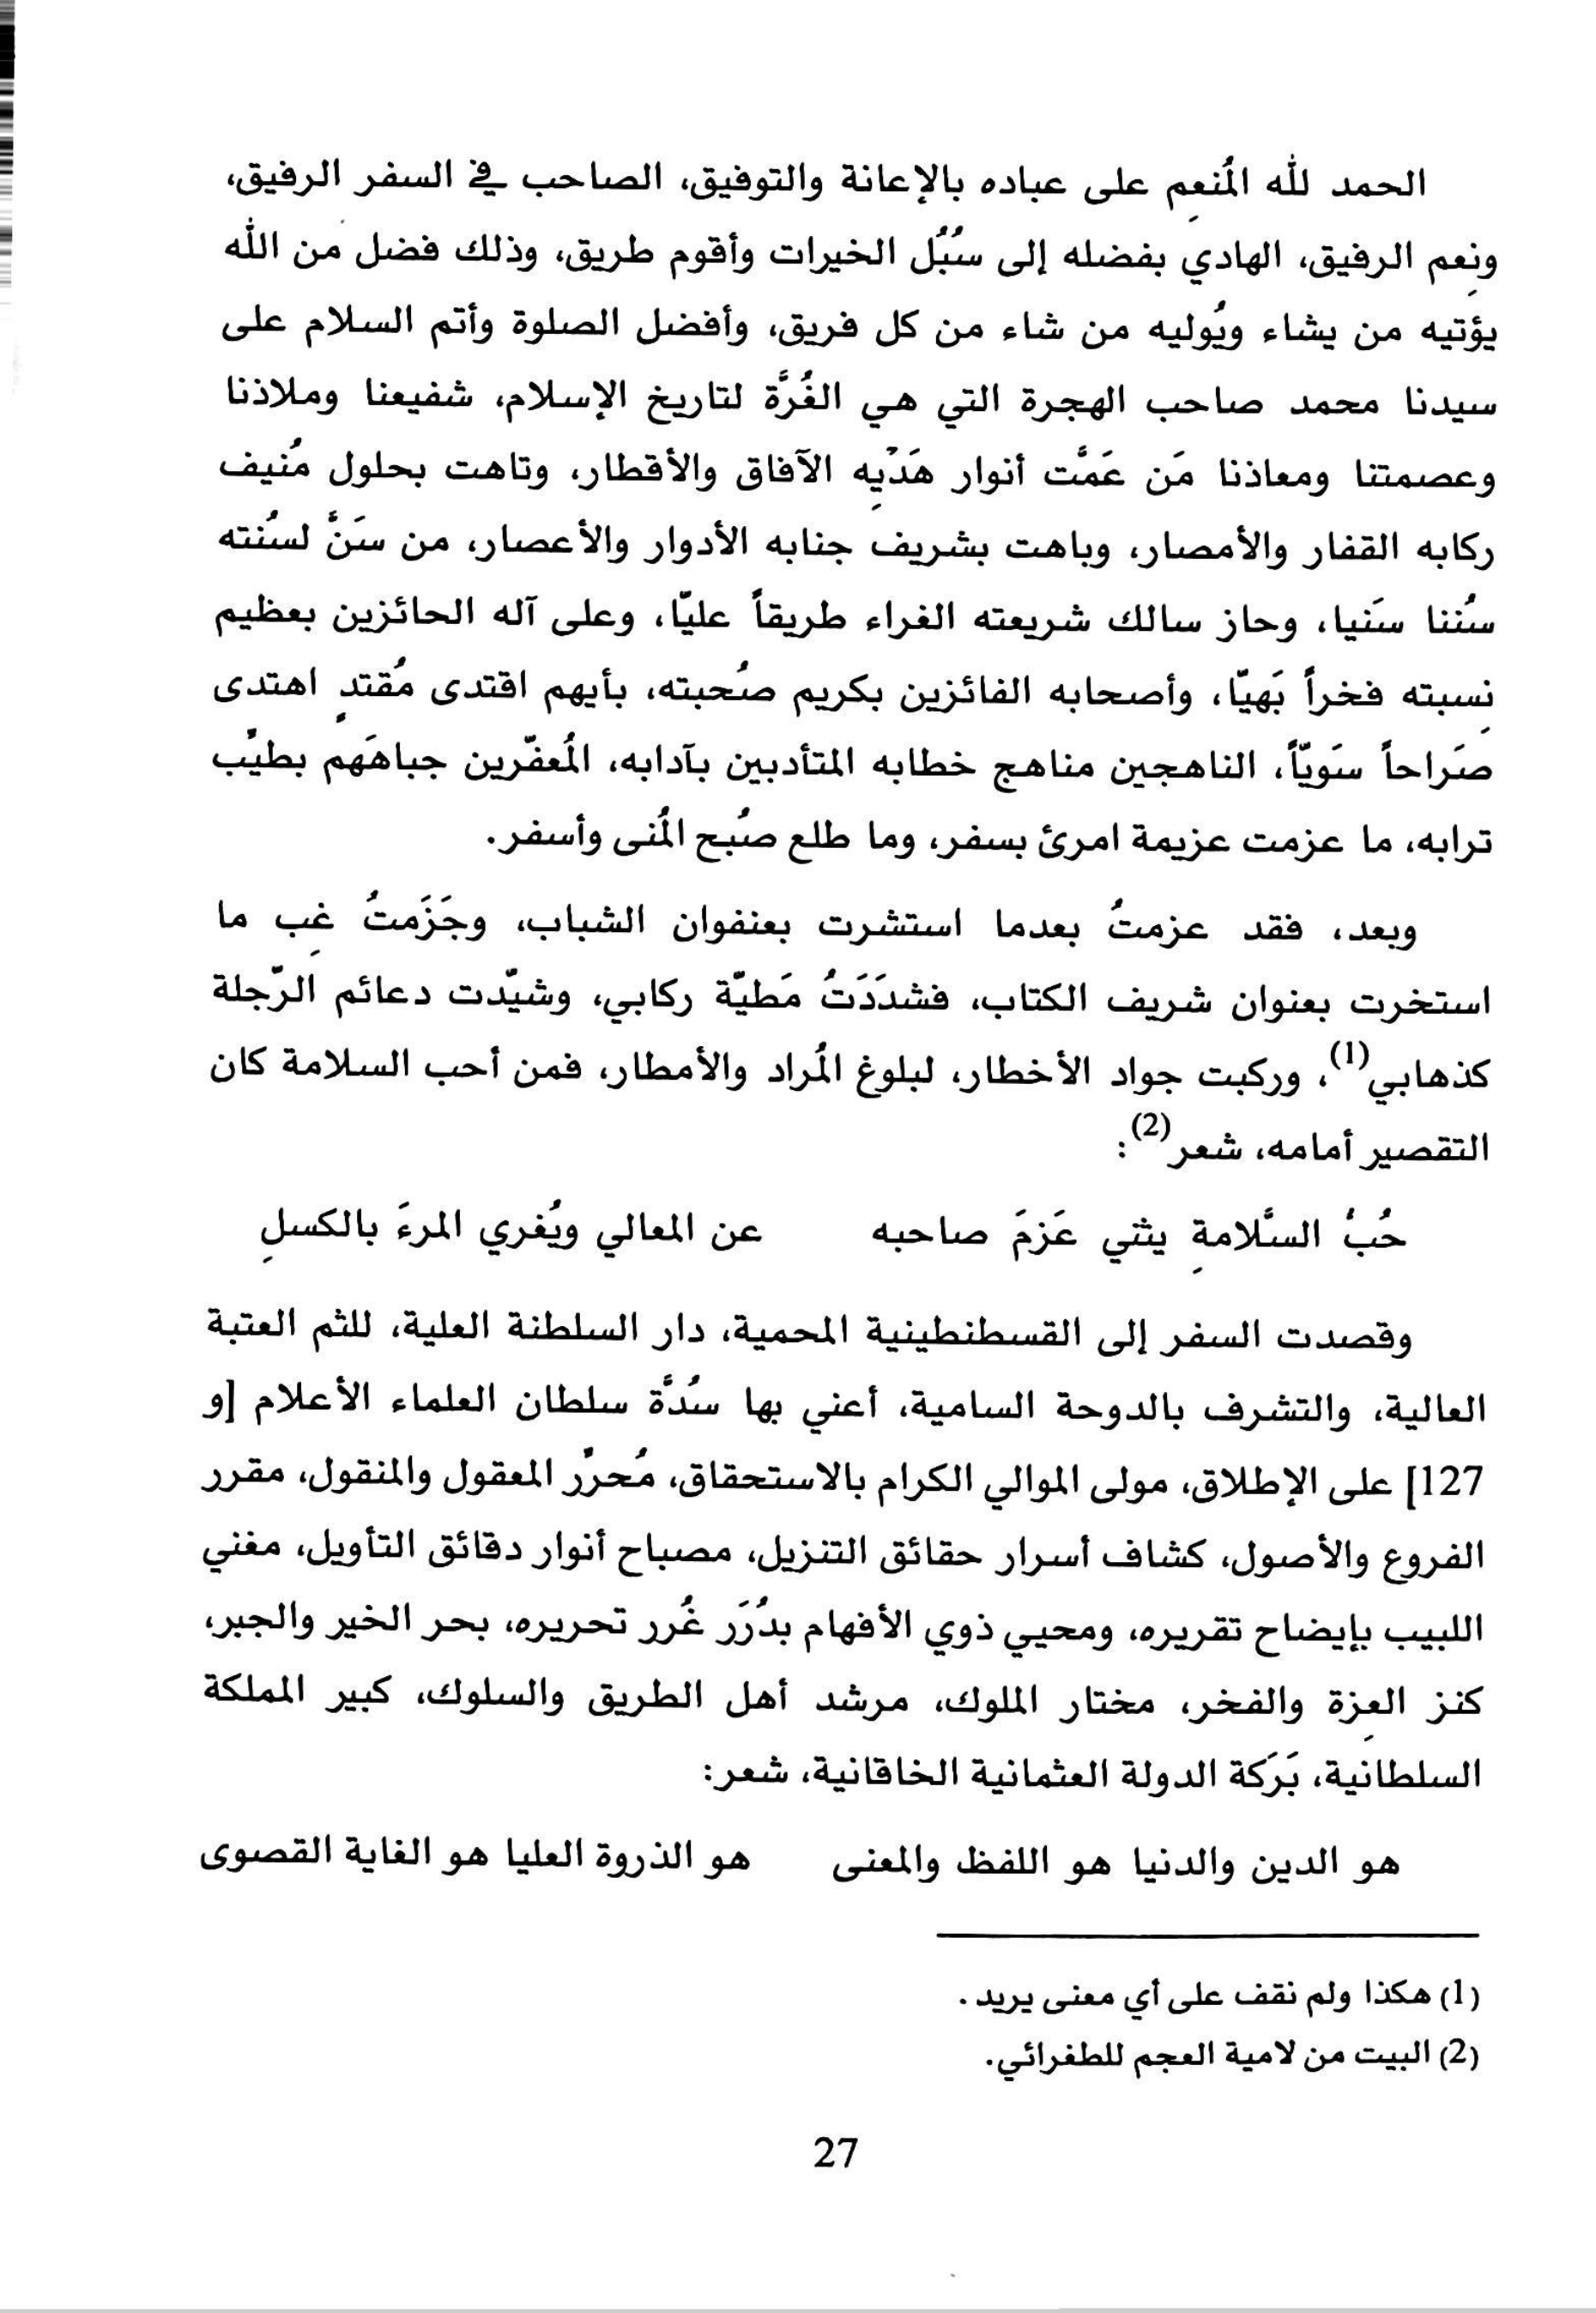 الحمد لله المُنعِم على عباده بالإعانة والتوفيق، الصاحب في السفر الرفيق،
ونِعم الرفيق، الهادي بفضله إلى سُبُل الخيرات وأقوم طريق، وذلك فضل من الله
يؤتيه من يشاء ويُوليه من شاء من كل فريق، وأفضل الصلوة وأتم السلام على
سيدنا محمد صاحب الهجرة التي هي الغُرَّة لتاريخ الإسلام، شفيعنا وملاذنا
وعصمتنا ومعاذنا مَن عَمَّت أنوار هَدْيِه الآفاق والأقطار، وتاهت بحلول مُنيف
ركابه القفار والأمصار، وباهت بشريف جنابه الأدوار والأعصار، من سَنَّ لسُنته
سُننا سَنيا، وحاز سالك شريعته الغراء طريقاً عليّا، وعلى آله الحائزين بعظيم
نِسبته فخراً بَهيّا، وأصحابه الفائزين بكريم صُحبته، بأيهم اقتدى مُقتدٍ اهتدى
صَراحاً سَويّاً، الناهجين مناهج خطابه المتأدبين بآدابه، المُعفّرين جباهَهم بطيّب
ترابه، ما عزمت عزيمة امرئ بسفر، وما طلع صُبح المُنى وأسفر.
وبعد، فقد عزمتُ بعدما استشرت بعنفوان الشباب، وجَزَمتُ غِب ما
استخرت بعنوان شريف الكتاب، فشدَدَتُ مَطيّة ركابي، وشيّدت دعائم الرّجلة
كذهابي(1)، وركبت جواد الأخطار، لبلوغ المُراد والأمطار، فمن أحب السلامة كان
التقصير أمامه، شعر(2):
حُبُ السَّلامةِ يثني عَزمَ صاحبه عن المعالي ويُغري المرءَ بالكسلِ
وقصدت السفر إلى القسطنطينية المحمية، دار السلطنة العلية، للثم العتبة
العالية، والتشرف بالدوحة السامية، أعني بها سُدَّة سلطان العلماء الأعلام [و
127] على الإطلاق، مولى الموالي الكرام بالاستحقاق، مُحرّر المعقول والمنقول، مقرر
الفروع والأصول، كشاف أسرار حقائق التنزيل، مصباح أنوار دقائق التأويل، مغني
اللبيب بإيضاح تقريره، ومحيي ذوي الأفهام بدُرَر غُرر تحريره، بحر الخير والجبر،
كنز العِزة والفخر، مختار الملوك، مرشد أهل الطريق والسلوك، كبير المملكة
السلطانية، بَرَكة الدولة العثمانية الخاقانية، شعر:
هو الدين والدنيا هو اللفظ والمعنى هو الذروة العليا هو الغاية القصوى
(1) هكذا ولم نقف على أي معنى يريد .
(2) البيت من لامية العجم للطغرائي.
27